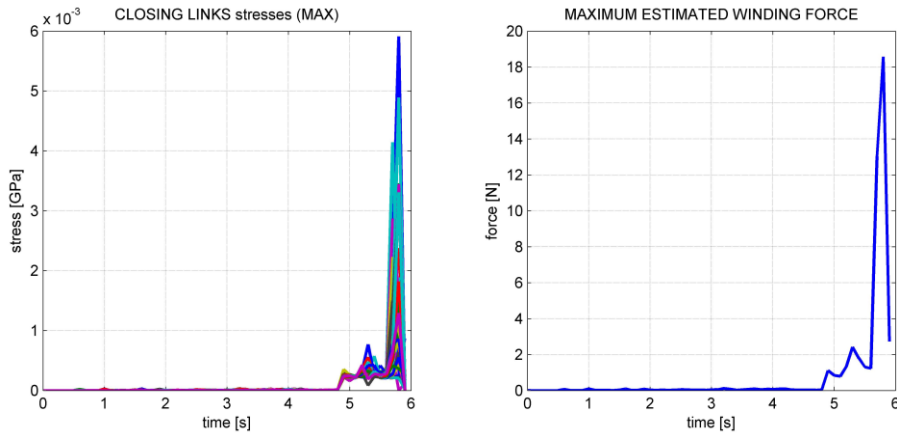 CLOSING LINKS stresses (MAX)
x 10⁻³
6
5
4
3
2
1
0
stress [GPa]
0 1 2 3 4 5 6
time [s]
MAXIMUM ESTIMATED WINDING FORCE
20
18
16
14
12
10
8
6
4
2
0
force [N]
0 1 2 3 4 5 6
time [s]